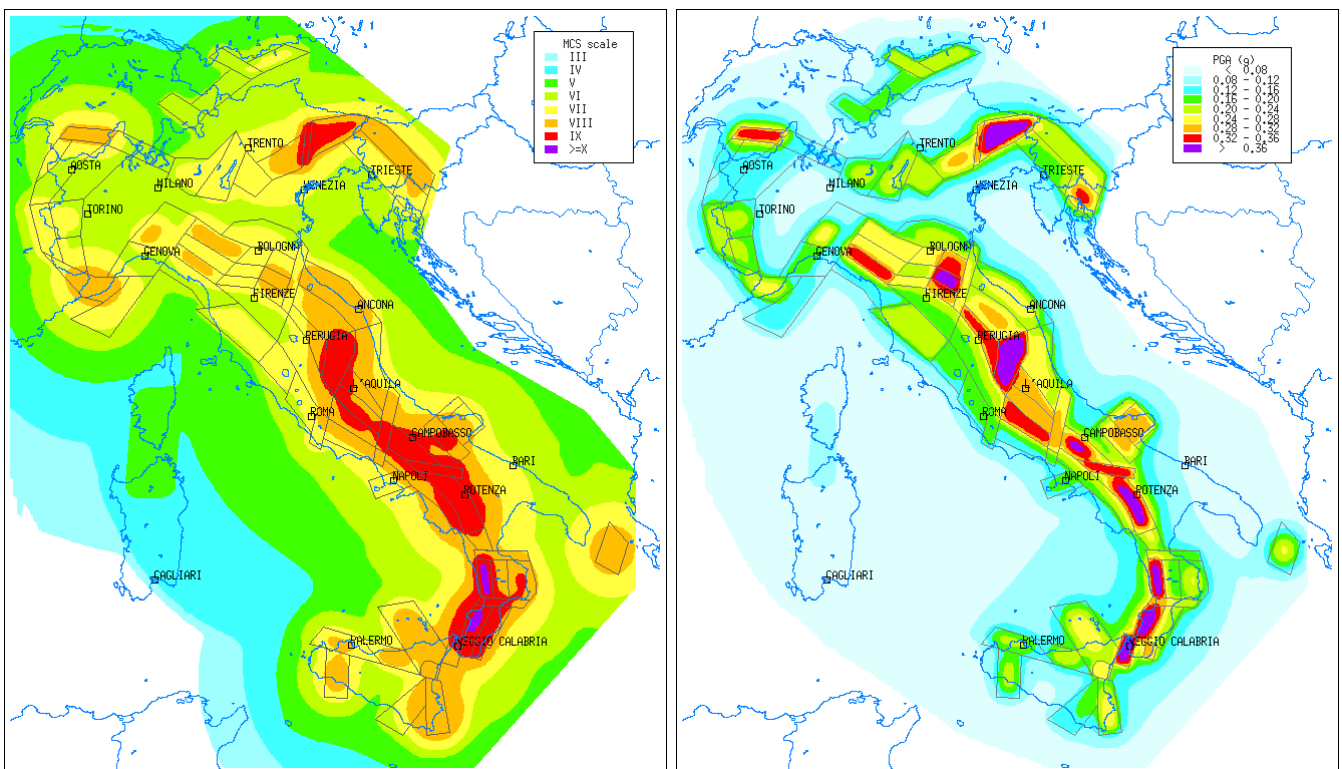 MCS scale
III
IV
V
VI
VII
VIII
IX
>=X
TRENTO
AOSTA
MILANO
VENEZIA
TRIESTE
TORINO
GENOVA
BOLOGNA
FIRENZE
ANCONA
PERUGIA
L'AQUILA
ROMA
CAMPOBASSO
NAPOLI
BARI
POTENZA
CAGLIARI
PALERMO
REGGIO CALABRIA
PGA (g)
< 0.08
0.08 - 0.12
0.12 - 0.16
0.16 - 0.20
0.20 - 0.24
0.24 - 0.28
0.28 - 0.32
0.32 - 0.36
> 0.36
TRENTO
AOSTA
MILANO
VENEZIA
TRIESTE
TORINO
GENOVA
BOLOGNA
FIRENZE
ANCONA
PERUGIA
L'AQUILA
ROMA
CAMPOBASSO
NAPOLI
BARI
POTENZA
CAGLIARI
PALERMO
REGGIO CALABRIA